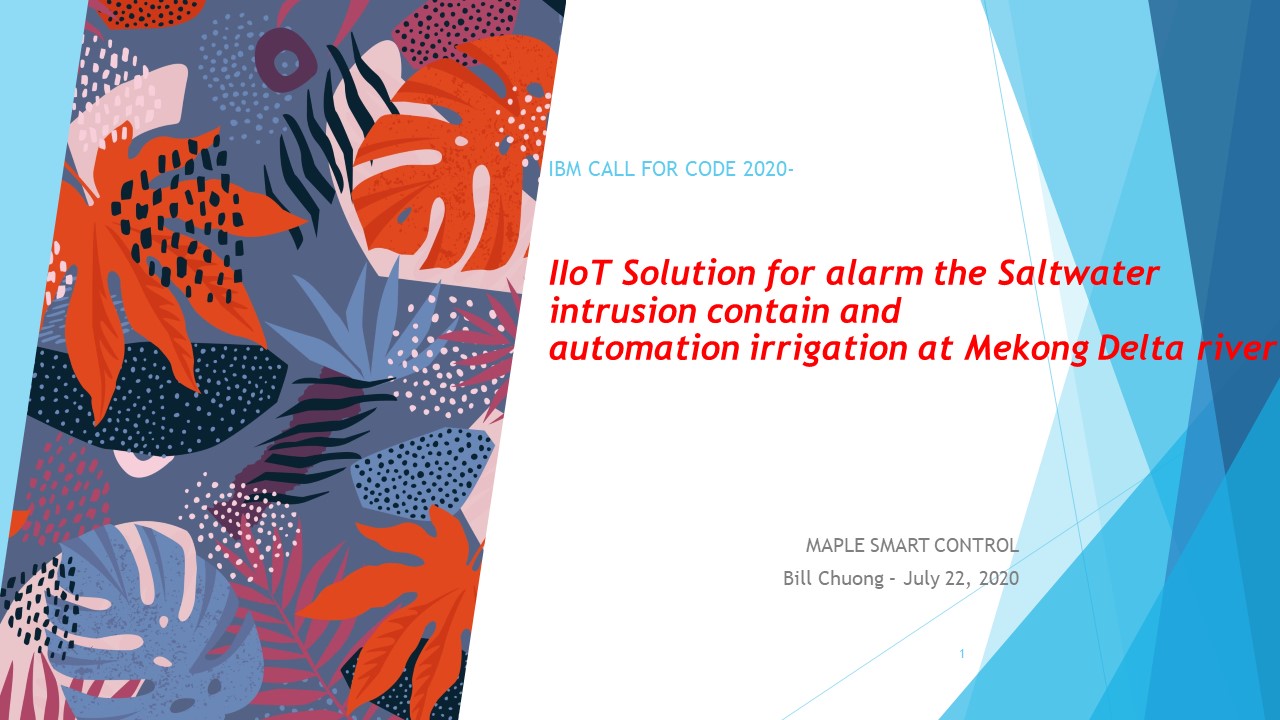 IBM CALL FOR CODE 2020-
IIoT Solution for alarm the Saltwater
intrusion contain and
automation irrigation at Mekong Delta river
MAPLE SMART CONTROL
Bill Chuong – July 22, 2020
1